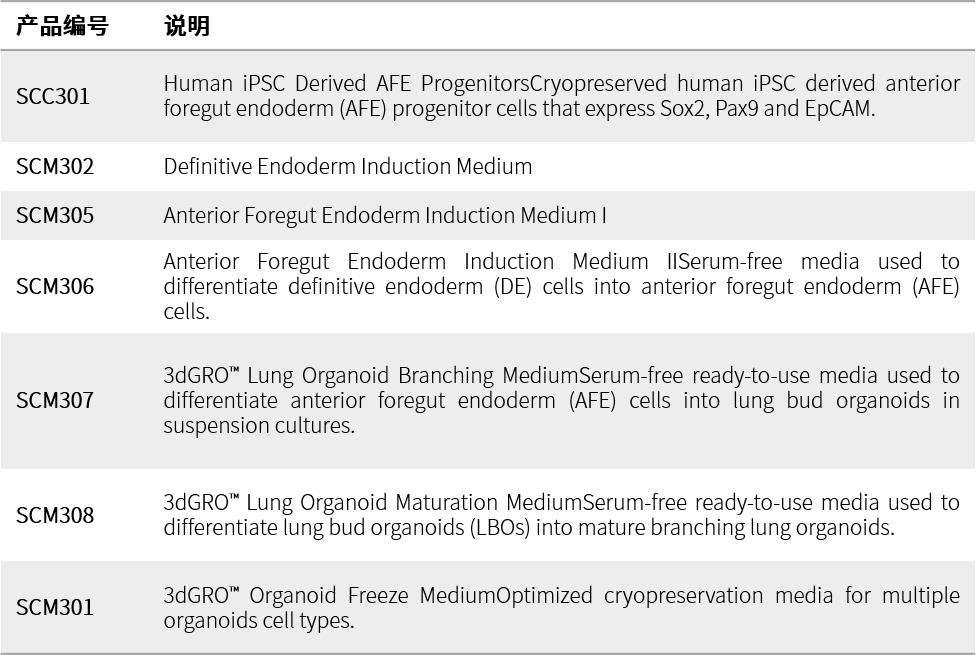 产品编号 说明
SCC301 Human iPSC Derived AFE ProgenitorsCryopreserved human iPSC derived anterior
foregut endoderm (AFE) progenitor cells that express Sox2, Pax9 and EpCAM.
SCM302 Definitive Endoderm Induction Medium
SCM305 Anterior Foregut Endoderm Induction Medium I
Anterior Foregut Endoderm Induction Medium IISerum-free media used to
SCM306 differentiate definitive endoderm (DE) cells into anterior foregut endoderm (AFE)
cells.
3dGRO™ Lung Organoid Branching MediumSerum-free ready-to-use media used to
SCM307 differentiate anterior foregut endoderm (AFE) cells into lung bud organoids in
suspension cultures.
SCM308 3dGRO™ Lung Organoid Maturation MediumSerum-free ready-to-use media used to
differentiate lung bud organoids (LBOs) into mature branching lung organoids.
SCM301 3dGRO™ Organoid Freeze MediumOptimized cryopreservation media for multiple
organoids cell types.